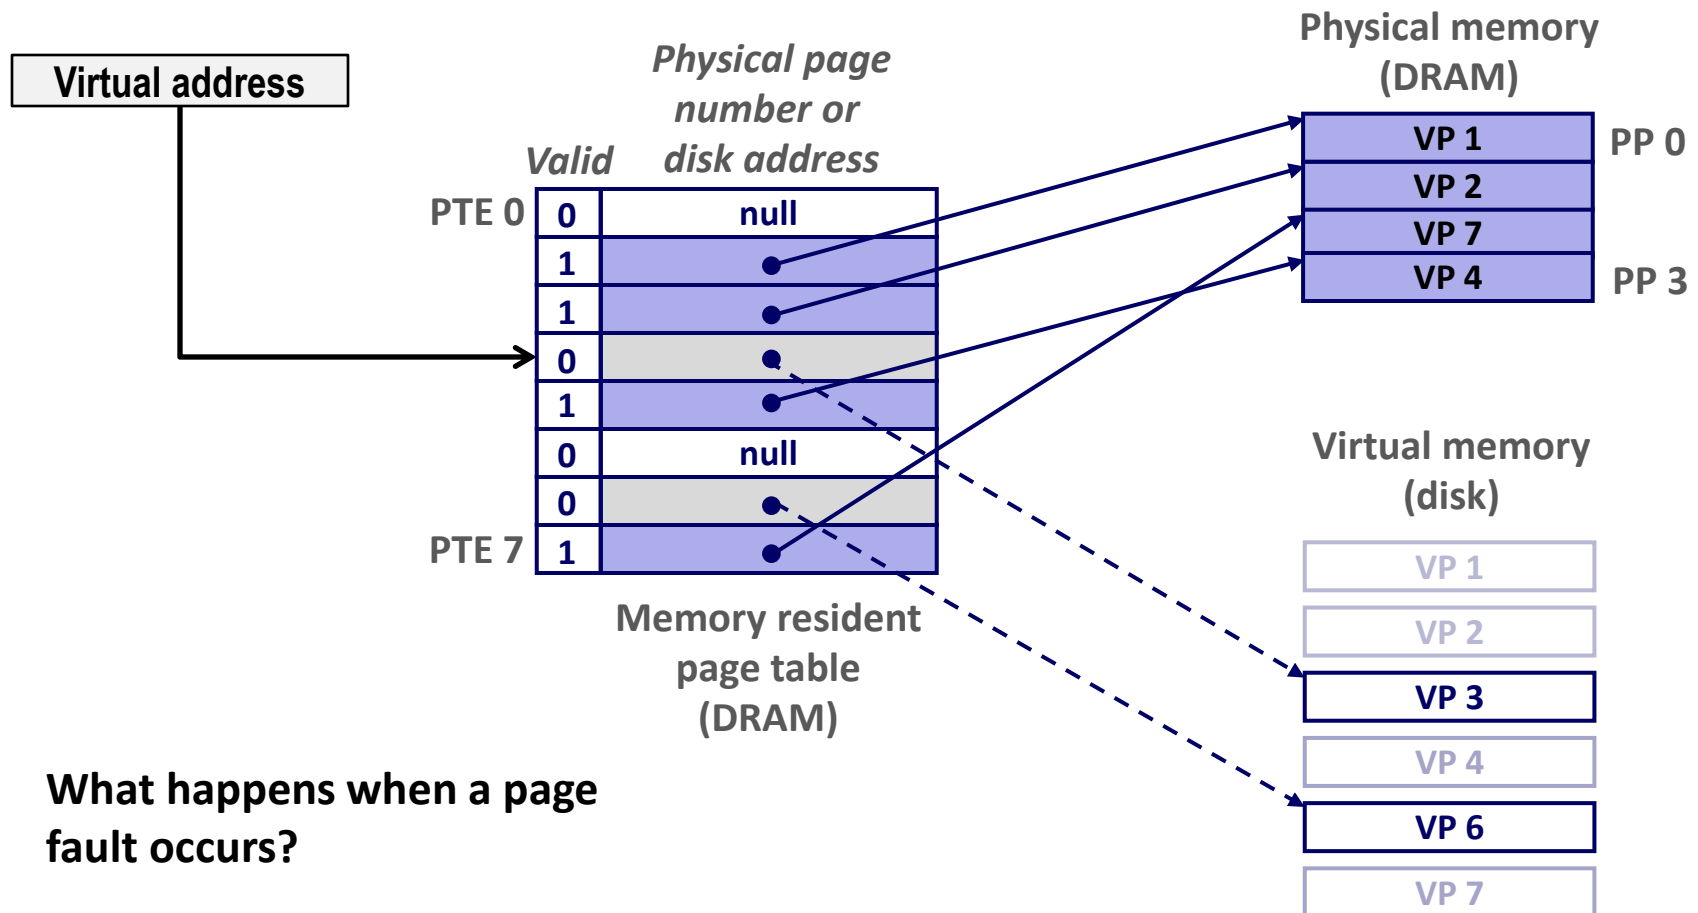 Virtual address
Physical page
number or
disk address
Valid
PTE 0
0 null
1
1
0
1
0 null
0
PTE 7
1
Memory resident
page table
(DRAM)
Physical memory
(DRAM)
VP 1
PP 0
VP 2
VP 7
VP 4
PP 3
Virtual memory
(disk)
VP 1
VP 2
VP 3
VP 4
VP 6
VP 7
What happens when a page
fault occurs?